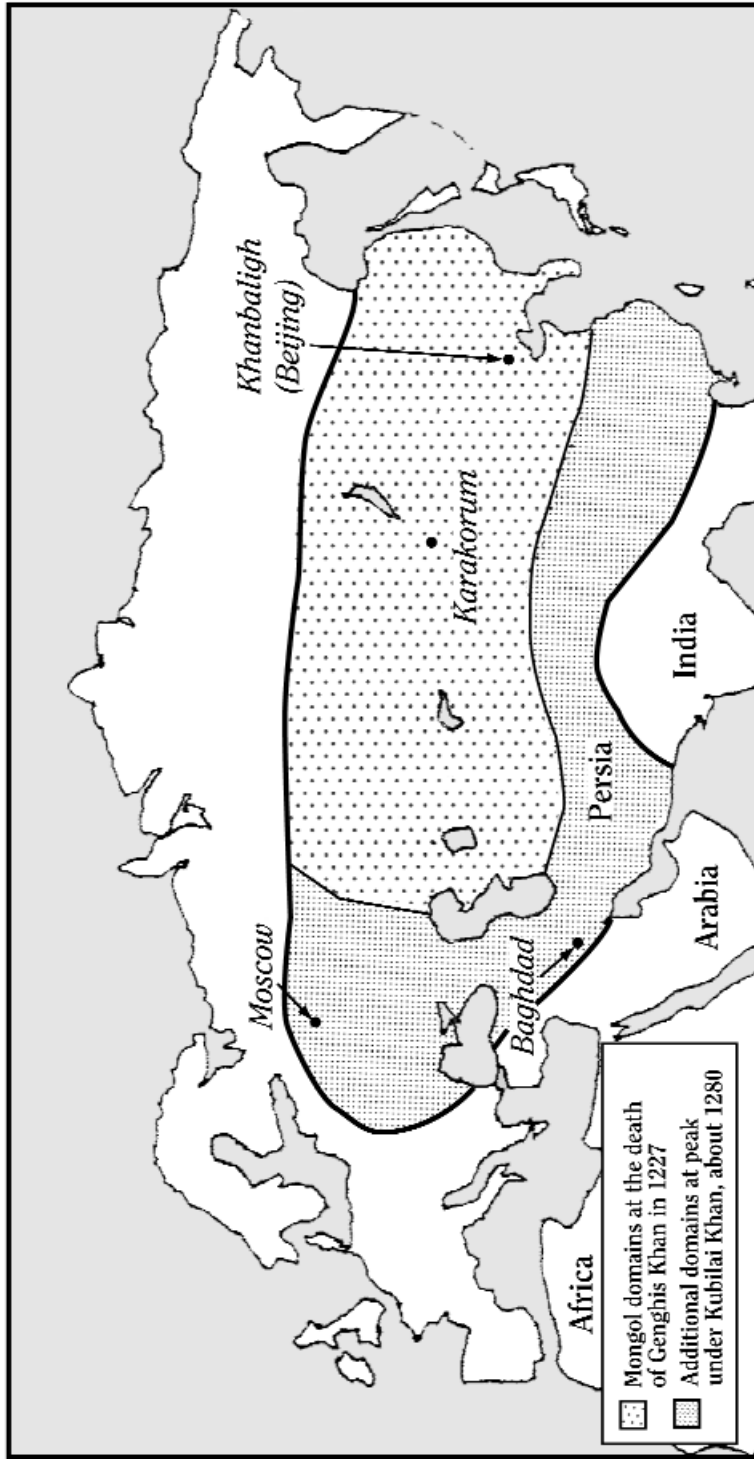 Khanbaligh
(Beijing)
Moscow
Karakorum
Baghdad
Persia
India
Arabia
Africa
Mongol domains at the death
of Genghis Khan in 1227
Additional domains at peak
under Kubilai Khan, about 1280